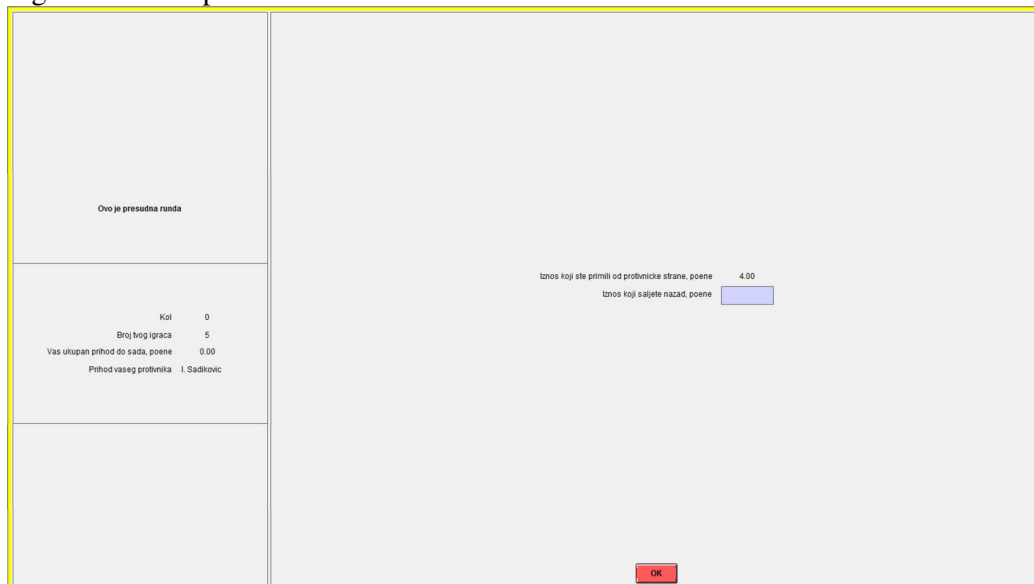 Ovo je presudna runda
Kol 0
Broj tvog igraca 5
Vas ukupan prihod do sada, poene 0.00
Prihod vaseg protivnika I. Sadikovic
Iznos koji ste primili od protivnicke strane, poene 4.00
Iznos koji saljete nazad, poene
OK